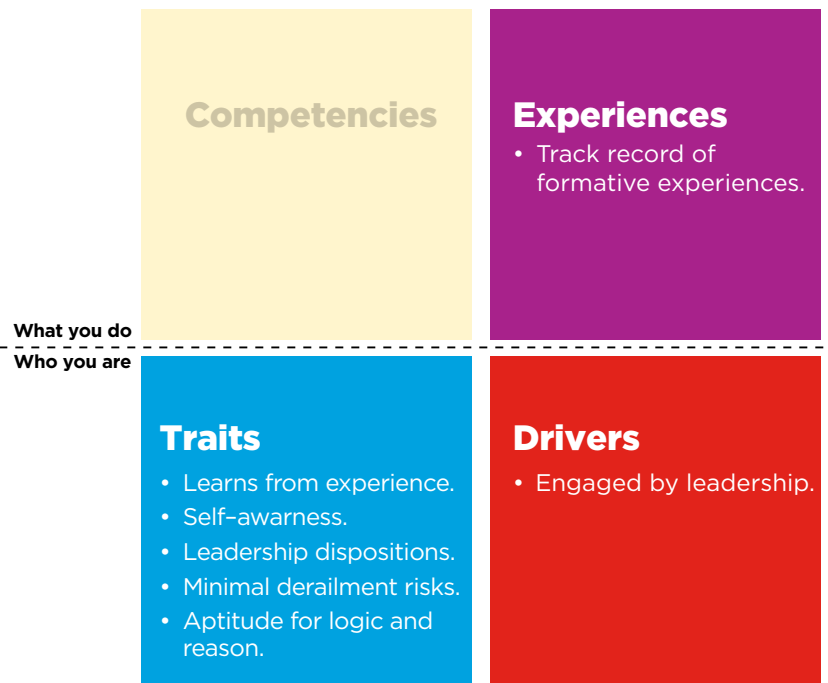 Competencies
Experiences
• Track record of
formative experiences.
What you do
Who you are
Traits
• Learns from experience.
• Self–awarness.
• Leadership dispositions.
• Minimal derailment risks.
• Aptitude for logic and
reason.
Drivers
• Engaged by leadership.